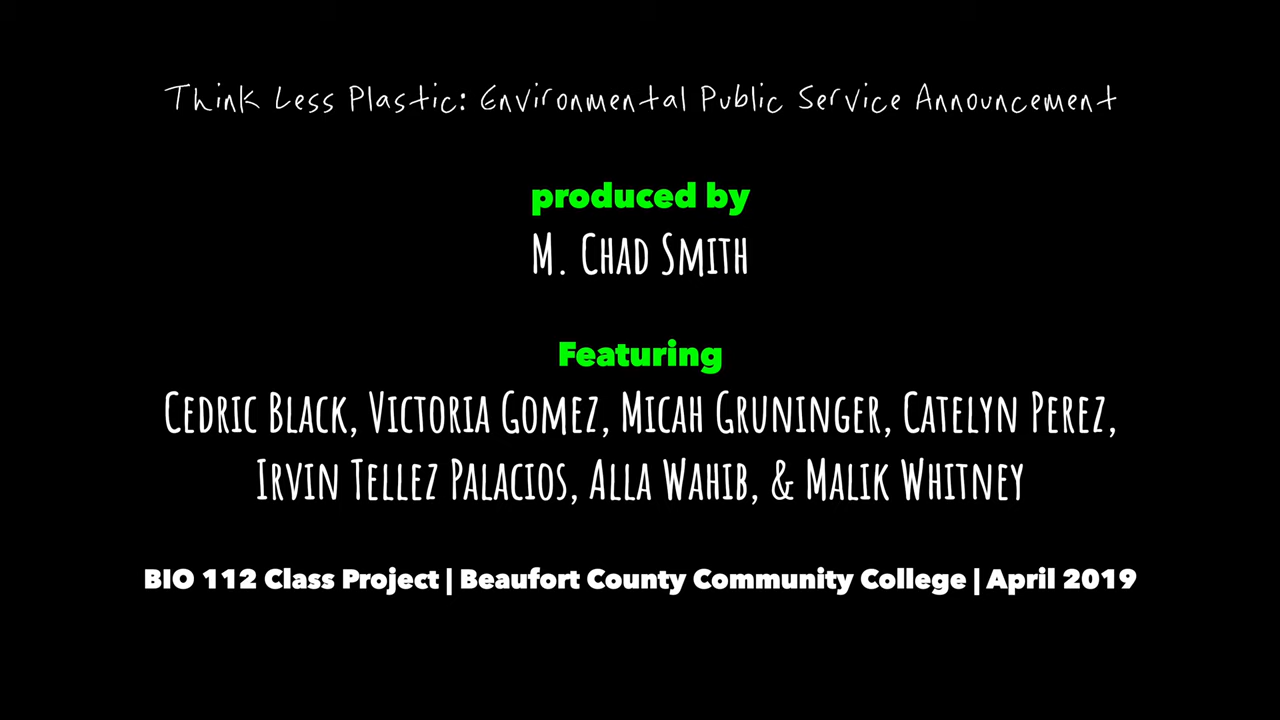 Think Less Plastic: Environmental Public Service Announcement
produced by
M. Chad Smith
Featuring
Cedric Black, Victoria Gomez, Micah Gruninger, Catelyn Perez,
Irvin Tellez Palacios, Alla Wahib, & Malik Whitney
BIO 112 Class Project | Beaufort County Community College | April 2019